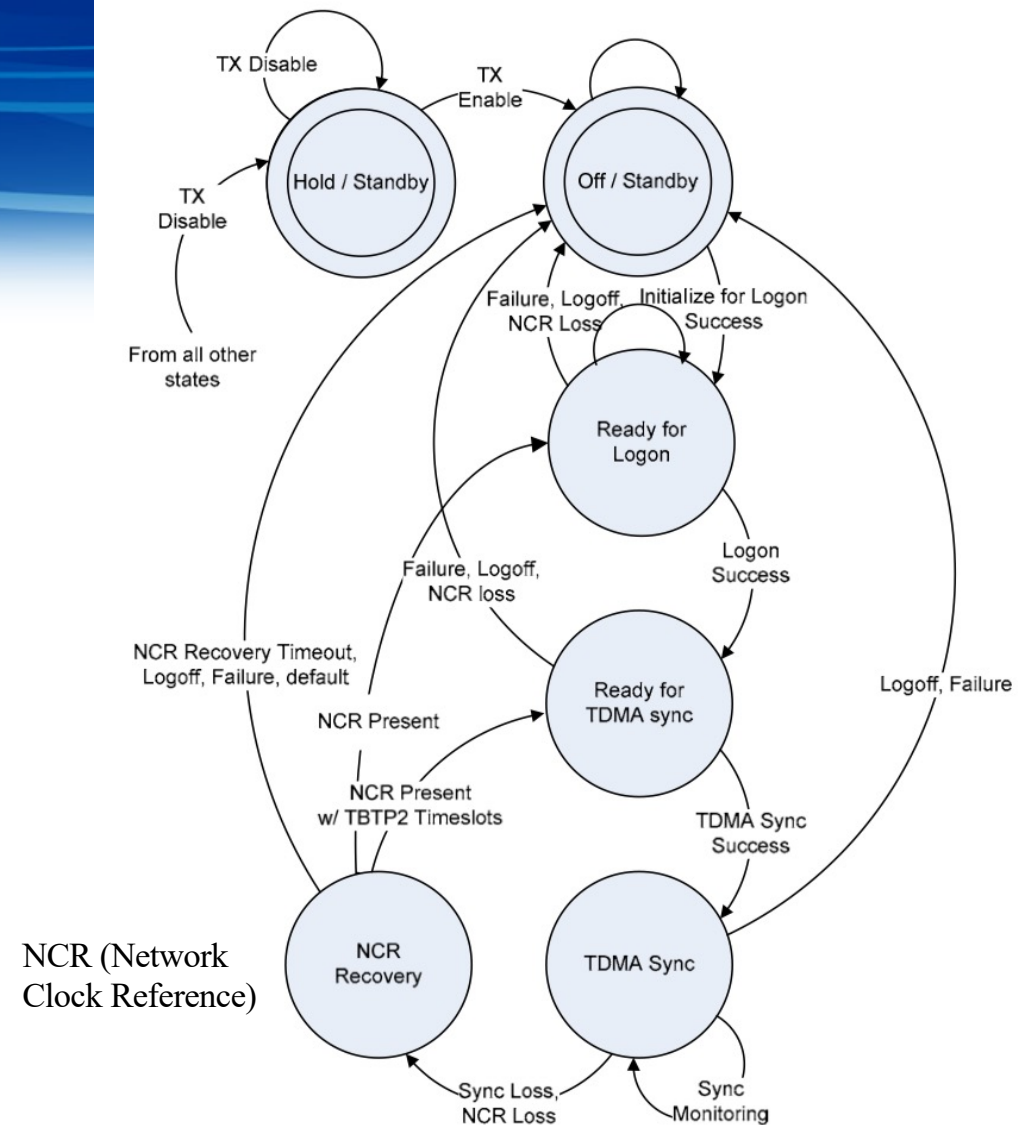 TX Disable
TX
Enable
Hold / Standby
Off / Standby
TX
Disable
From all other
states
Failure, Logoff,
NCR Loss
Initialize for Logon
Success
Ready for
Logon
Logon
Success
Failure, Logoff,
NCR loss
NCR Recovery Timeout,
Logoff, Failure, default
Ready for
TDMA sync
Logoff, Failure
NCR Present
NCR Present
w/ TBTP2 Timeslots
TDMA Sync
Success
NCR (Network
Clock Reference)
NCR
Recovery
TDMA Sync
Sync Loss,
NCR Loss
Sync
Monitoring